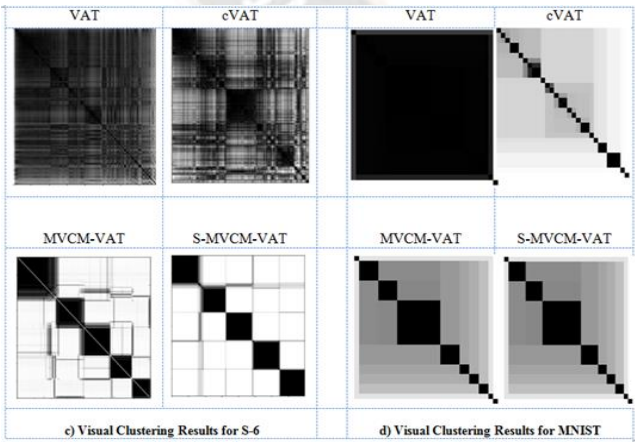 VAT cVAT VAT cVAT
MVCM-VAT S-MVCM-VAT MVCM-VAT S-MVCM-VAT
c) Visual Clustering Results for S-6 d) Visual Clustering Results for MNIST